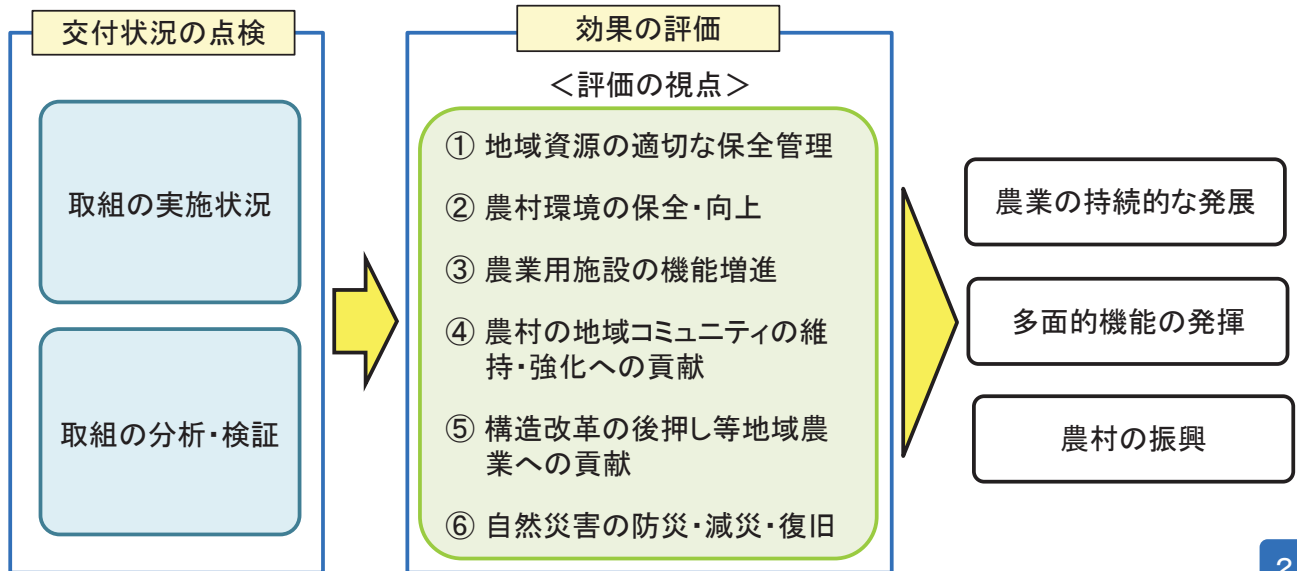 交付状況の点検
取組の実施状況
取組の分析・検証
効果の評価
＜評価の視点＞
① 地域資源の適切な保全管理
② 農村環境の保全・向上
③ 農業用施設の機能増進
④ 農村の地域コミュニティの維
持・強化への貢献
⑤ 構造改革の後押し等地域農
業への貢献
⑥ 自然災害の防災・減災・復旧
農業の持続的な発展
多面的機能の発揮
農村の振興
2